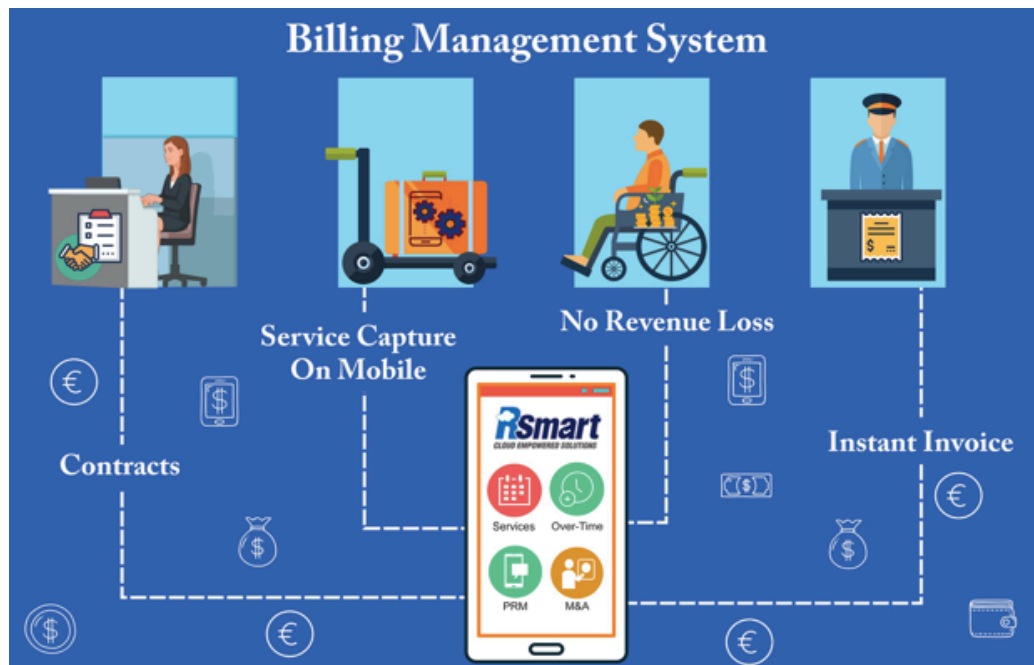 Billing Management System
Service Capture
On Mobile
No Revenue Loss
Contracts
Instant Invoice
RSmart
CLOUD EMPOWERED SOLUTIONS
Services
Over-Time
PRM
M&A